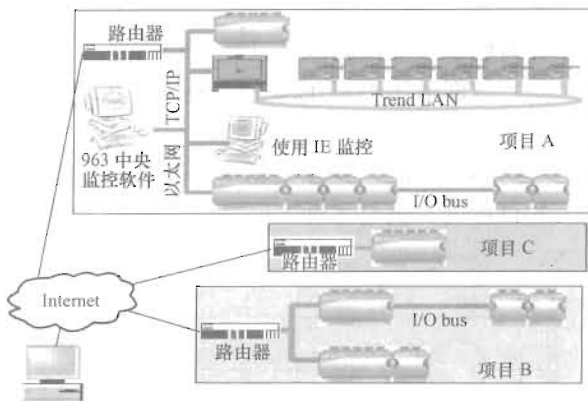 路由器
TCP/IP
以太网
Trend LAN
963 中央
监控软件
使用 IE 监控
项目 A
I/O bus
路由器
项目 C
Internet
路由器
I/O bus
项目 B